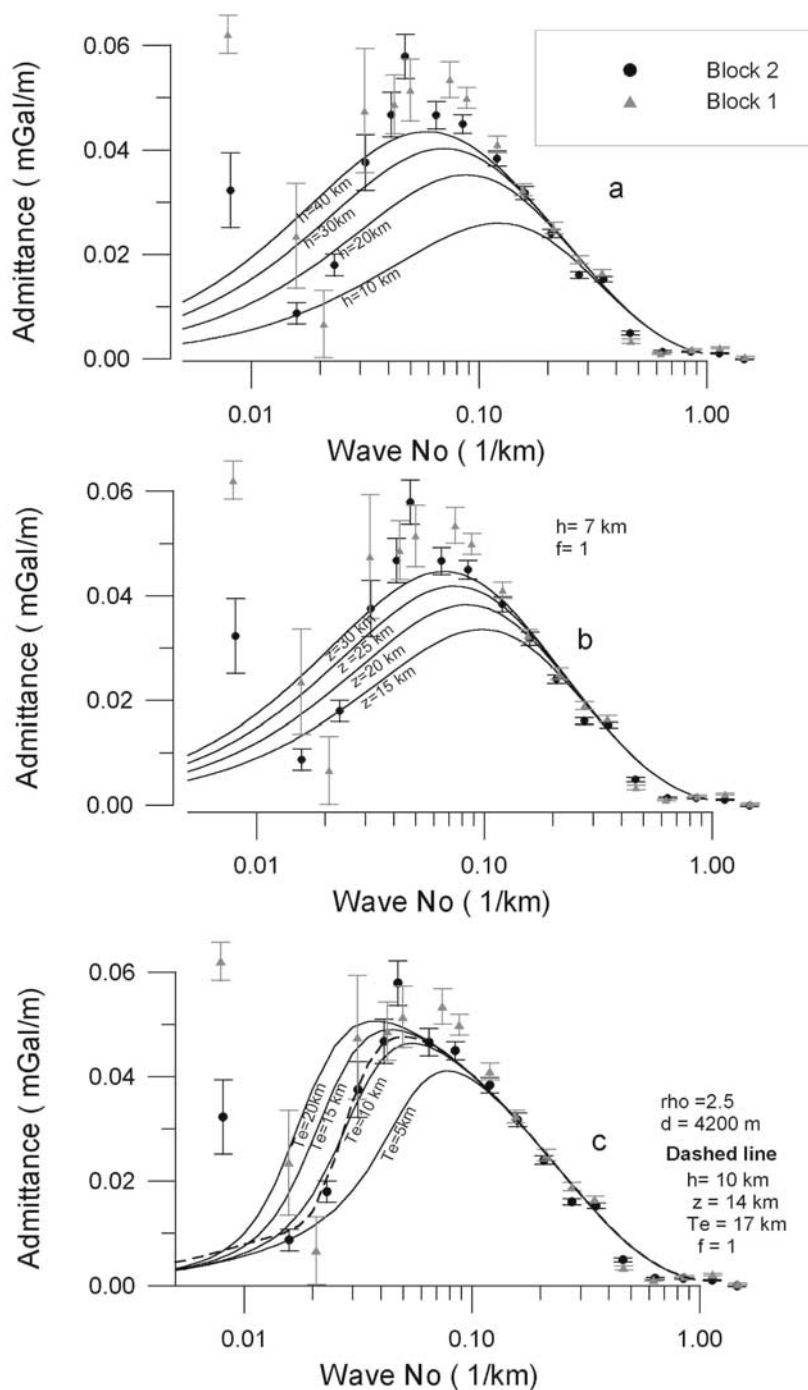 0.06
0.04
0.02
0.00
Admittance ( mGal/m)
Block 2
Block 1
a
h=40 km
h=30km
h=20km
h=10 km
0.01
0.10
1.00
Wave No ( 1/km)
0.06
0.04
0.02
0.00
Admittance ( mGal/m)
h= 7 km
f= 1
b
z=30 km
z =25 km
z =20 km
z=15 km
0.01
0.10
1.00
Wave No ( 1/km)
0.06
0.04
0.02
0.00
Admittance ( mGal/m)
Te=20km
Te=15 km
Te=10 km
Te=5km
c
rho =2.5
d = 4200 m
Dashed line
h= 10 km
z = 14 km
Te = 17 km
f = 1
0.01
0.10
1.00
Wave No ( 1/km)